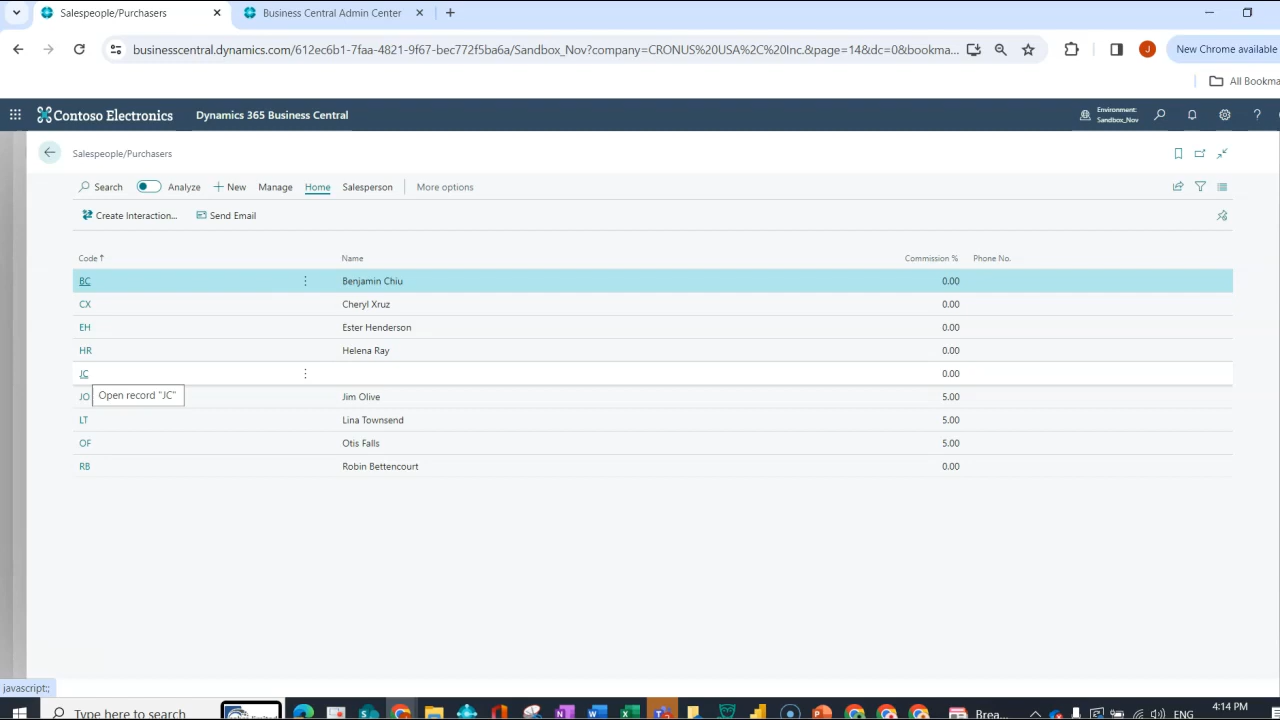 Salespeople/Purchasers
Business Central Admin Center
businesscentral.dynamics.com/612ec6b1-7faa-4821-9f67-bec772f5ba6a/Sandbox_Nov?company=CRONUS%20USA%2C%20Inc.&page=14&dc=0&bookma...
J
New Chrome available
All Bookma
Contoso Electronics
Dynamics 365 Business Central
Environment:
Sandbox_Nov
?
Salespeople/Purchasers
Search
Analyze
New
Manage
Home
Salesperson
More options
Create Interaction...
Send Email
Code↑ Name Commission % Phone No.
BC Benjamin Chiu 0.00
CX Cheryl Xruz 0.00
EH Ester Henderson 0.00
HR Helena Ray 0.00
JC 0.00
Open record "JC"
JO Jim Olive 5.00
LT Lina Townsend 5.00
OF Otis Falls 5.00
RB Robin Bettencourt 0.00
javascript:;
Type here to search
Brea...
ENG
4:14 PM